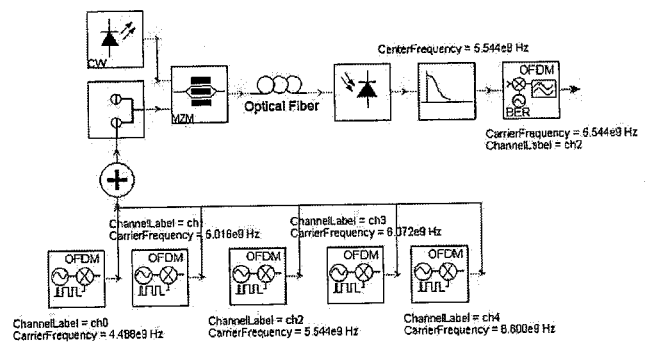 CenterFrequency = 5.544e9 Hz
CW
MZM
Optical Fiber
OFDM
BER
CarrierFrequency = 5.544e9 Hz
ChannelLabel = ch2
ChannelLabel = ch1
CarrierFrequency = 5.016e9 Hz
ChannelLabel = ch3
CarrierFrequency = 6.072e9 Hz
OFDM
OFDM
OFDM
OFDM
OFDM
ChannelLabel = ch0
CarrierFrequency = 4.488e9 Hz
ChannelLabel = ch2
CarrierFrequency = 5.544e9 Hz
ChannelLabel = ch4
CarrierFrequency = 6.600e9 Hz